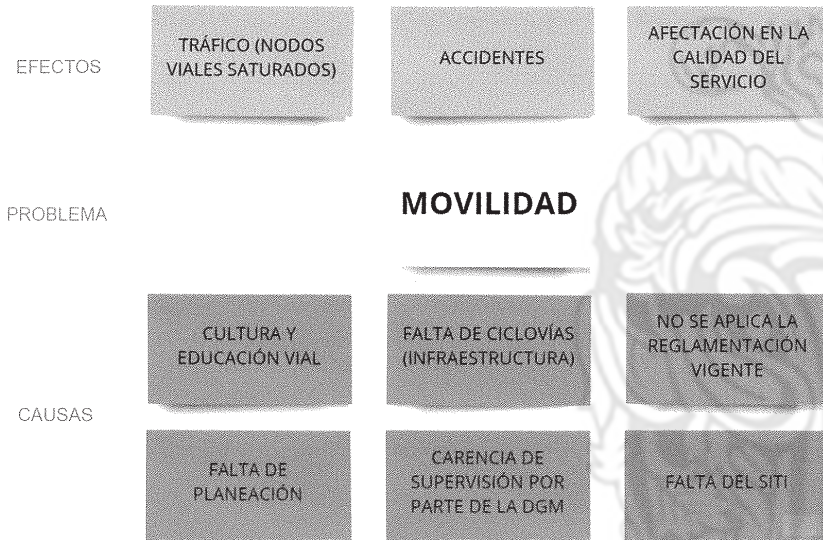 EFECTOS
TRÁFICO (NODOS
VIALES SATURADOS)
ACCIDENTES
AFECTACIÓN EN LA
CALIDAD DEL
SERVICIO
PROBLEMA
MOVILIDAD
CAUSAS
CULTURA Y
EDUCACIÓN VIAL
FALTA DE CICLOVÍAS
(INFRAESTRUCTURA)
NO SE APLICA LA
REGLAMENTACIÓN
VIGENTE
FALTA DE
PLANEACIÓN
CARENCIA DE
SUPERVISIÓN POR
PARTE DE LA DGM
FALTA DEL SITI